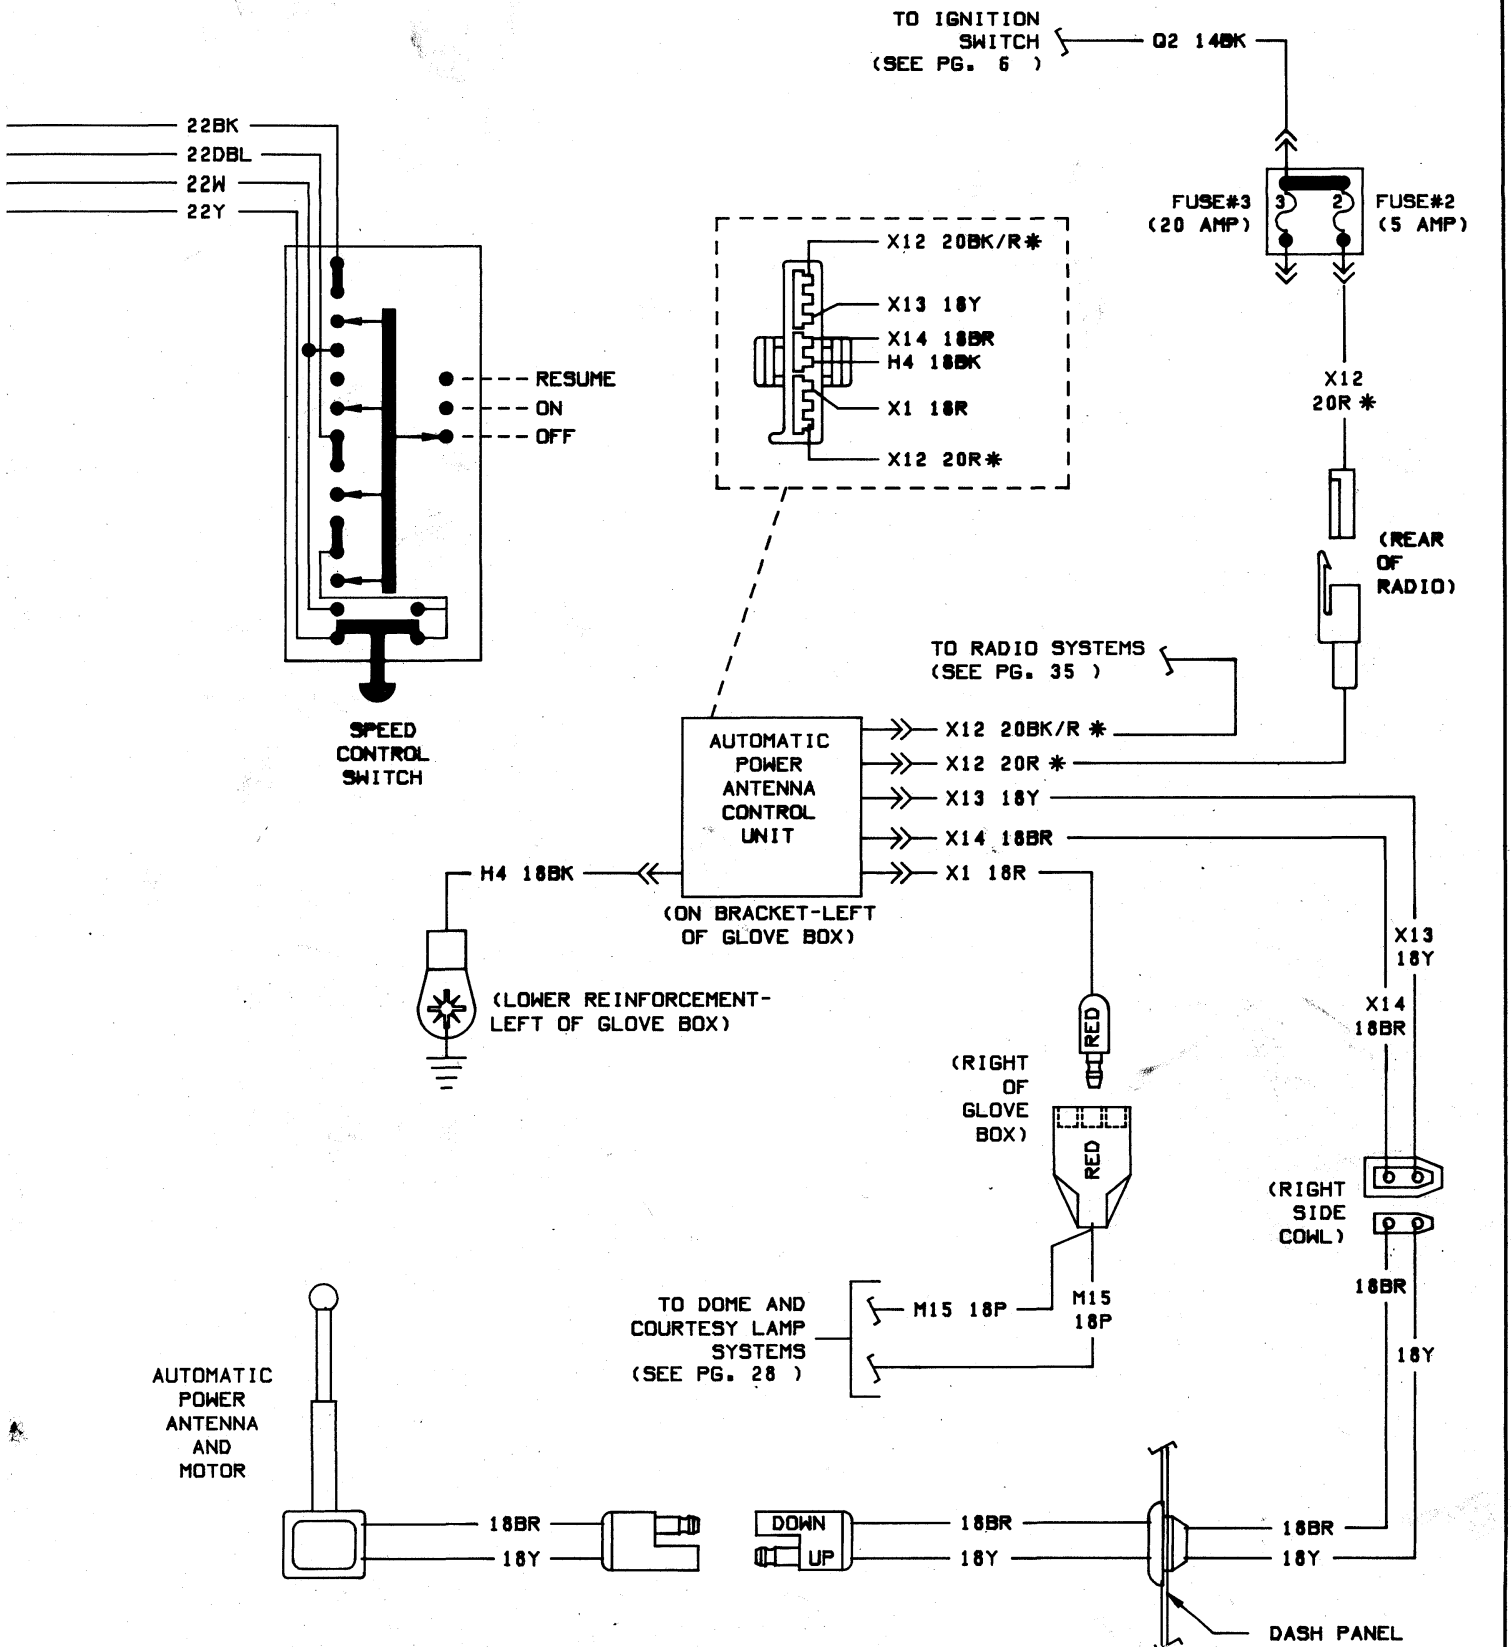 TO IGNITION
SWITCH
(SEE PG. 6 )
Q2 14BK
22BK
22DBL
22W
22Y
FUSE#3
(20 AMP)
3
2
FUSE#2
(5 AMP)
X12 20BK/R*
X13 18Y
X14 18BR
H4 18BK
X1 18R
X12 20R*
RESUME
ON
OFF
X12
20R *
(REAR
OF
RADIO)
TO RADIO SYSTEMS
(SEE PG. 35 )
SPEED
CONTROL
SWITCH
AUTOMATIC
POWER
ANTENNA
CONTROL
UNIT
X12 20BK/R *
X12 20R *
X13 18Y
X14 18BR
X1 18R
H4 18BK
(ON BRACKET-LEFT
OF GLOVE BOX)
X13
18Y
X14
18BR
(LOWER REINFORCEMENT-
LEFT OF GLOVE BOX)
RED
(RIGHT
OF
GLOVE
BOX)
RED
(RIGHT
SIDE
COWL)
18BR
18Y
M15 18P
M15
18P
TO DOME AND
COURTESY LAMP
SYSTEMS
(SEE PG. 28 )
AUTOMATIC
POWER
ANTENNA
AND
MOTOR
18BR
18Y
DOWN
UP
18BR
18Y
18BR
18Y
DASH PANEL